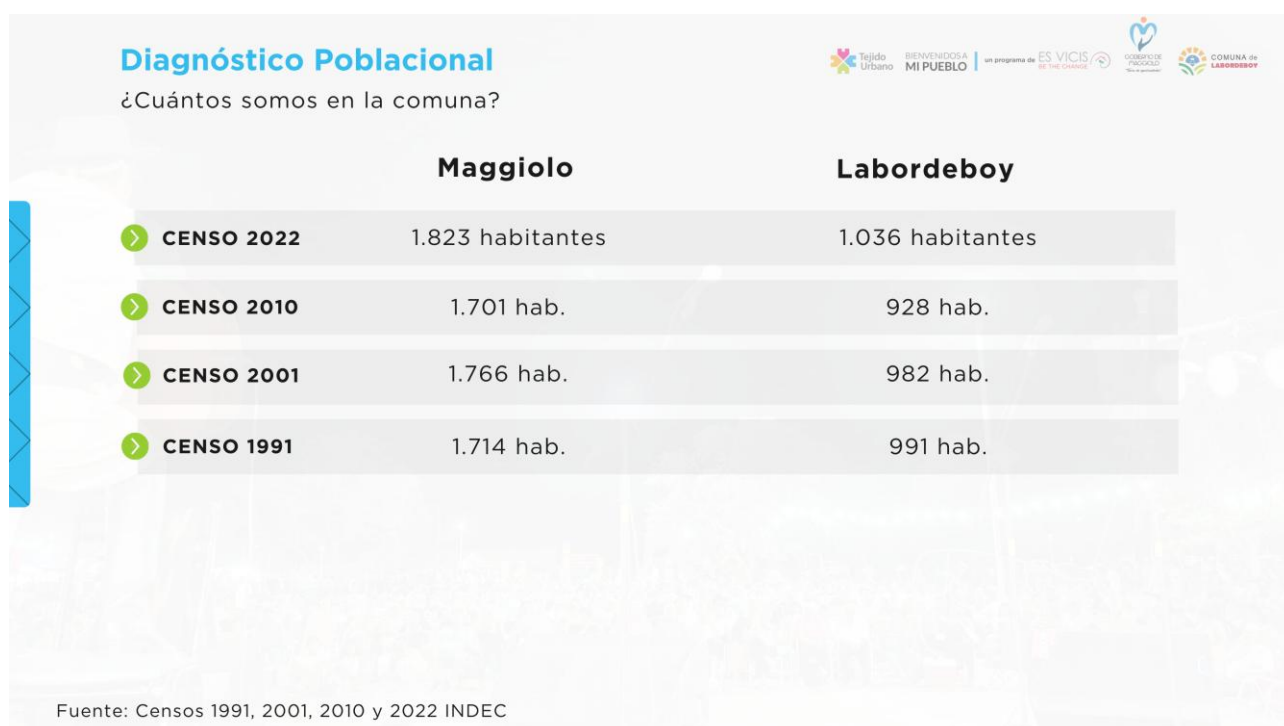 Diagnóstico Poblacional
¿Cuántos somos en la comuna?
Tejido
Urbano
BIENVENIDOS A
MI PUEBLO
un programa de ES VICIS
BE THE CHANGE
GOBIERNO DE
MAGGIOLO
COMUNA de
LABORDEBOY
Maggiolo Labordeboy
CENSO 2022 1.823 habitantes 1.036 habitantes
CENSO 2010 1.701 hab. 928 hab.
CENSO 2001 1.766 hab. 982 hab.
CENSO 1991 1.714 hab. 991 hab.
Fuente: Censos 1991, 2001, 2010 y 2022 INDEC